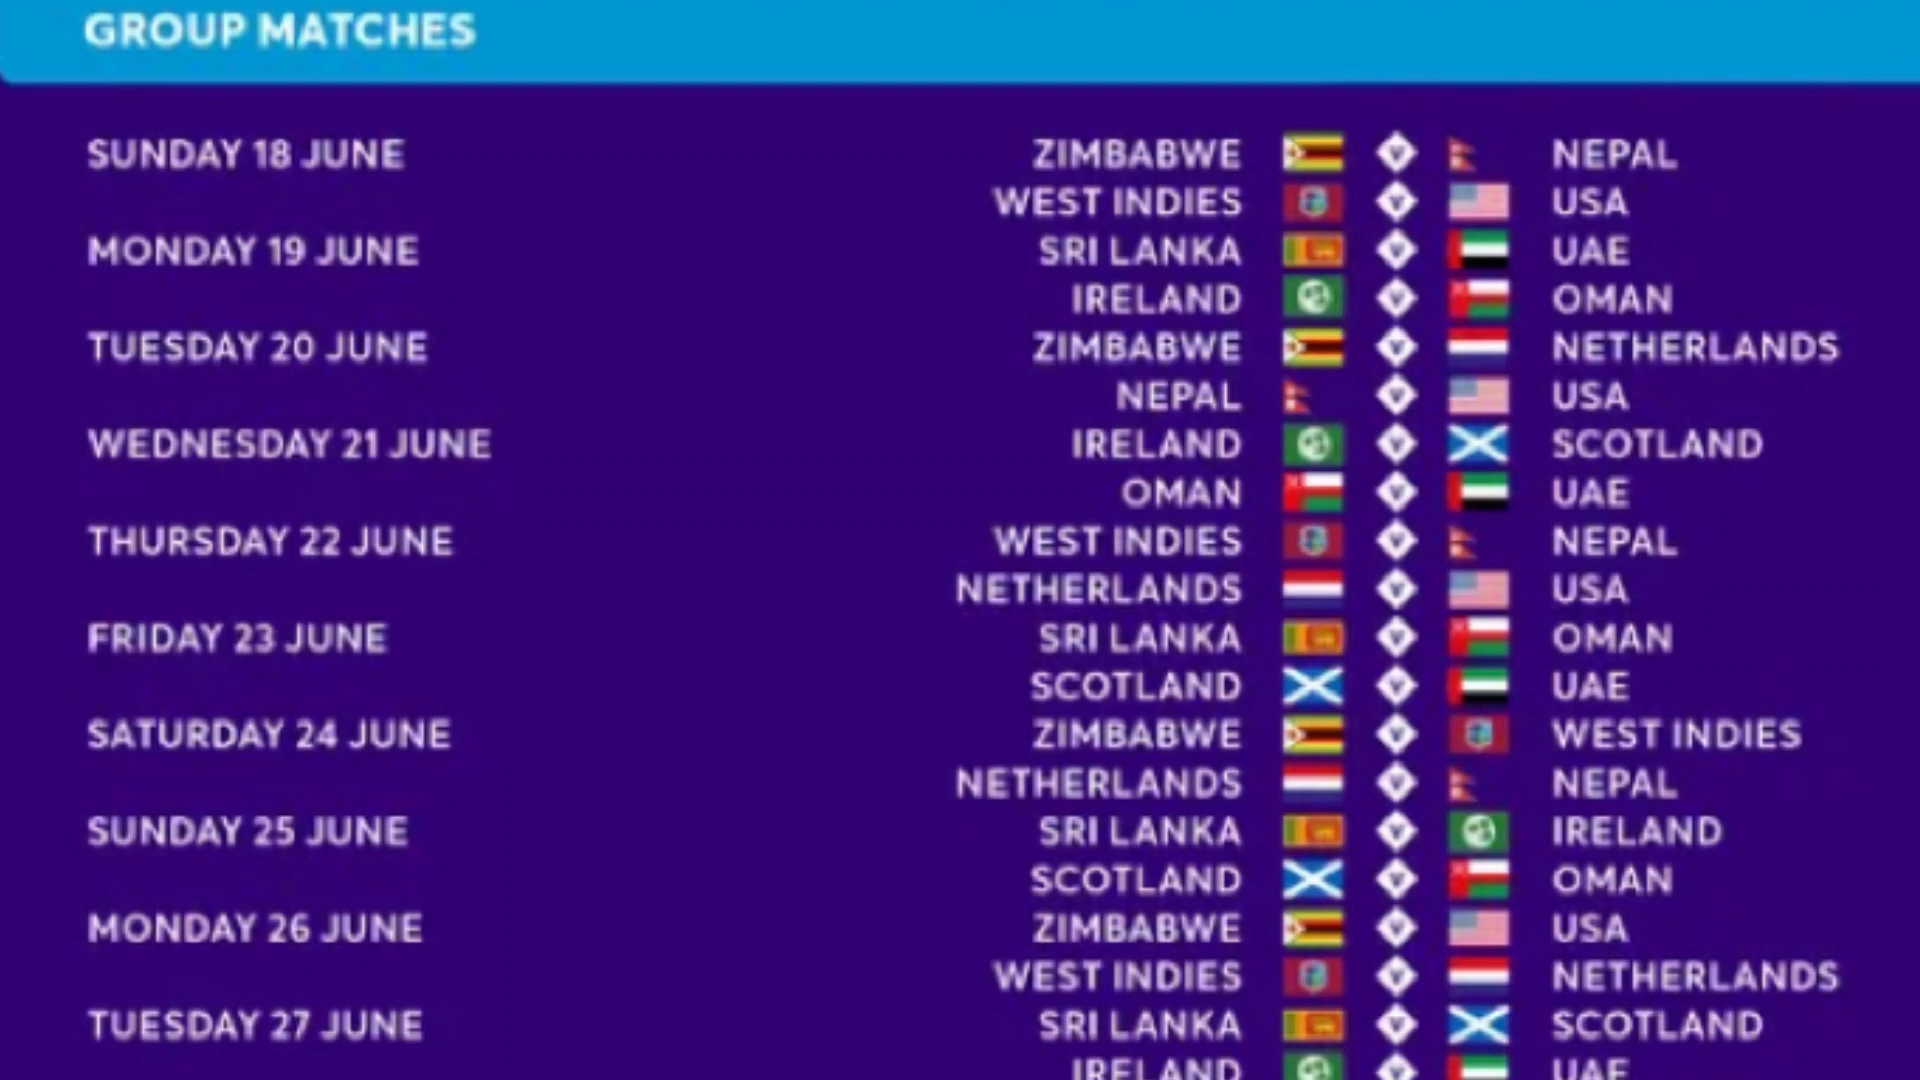 GROUP MATCHES
SUNDAY 18 JUNE ZIMBABWE V NEPAL
WEST INDIES V USA
MONDAY 19 JUNE SRI LANKA V UAE
IRELAND V OMAN
TUESDAY 20 JUNE ZIMBABWE V NETHERLANDS
NEPAL V USA
WEDNESDAY 21 JUNE IRELAND V SCOTLAND
OMAN V UAE
THURSDAY 22 JUNE WEST INDIES V NEPAL
NETHERLANDS V USA
FRIDAY 23 JUNE SRI LANKA V OMAN
SCOTLAND V UAE
SATURDAY 24 JUNE ZIMBABWE V WEST INDIES
NETHERLANDS V NEPAL
SUNDAY 25 JUNE SRI LANKA V IRELAND
SCOTLAND V OMAN
MONDAY 26 JUNE ZIMBABWE V USA
WEST INDIES V NETHERLANDS
TUESDAY 27 JUNE SRI LANKA V SCOTLAND
IRELAND V UAE